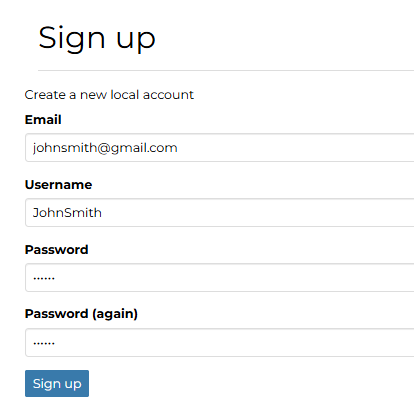 Sign up
Create a new local account
Email
johnsmith@gmail.com
Username
JohnSmith
Password
······
Password (again)
······
Sign up